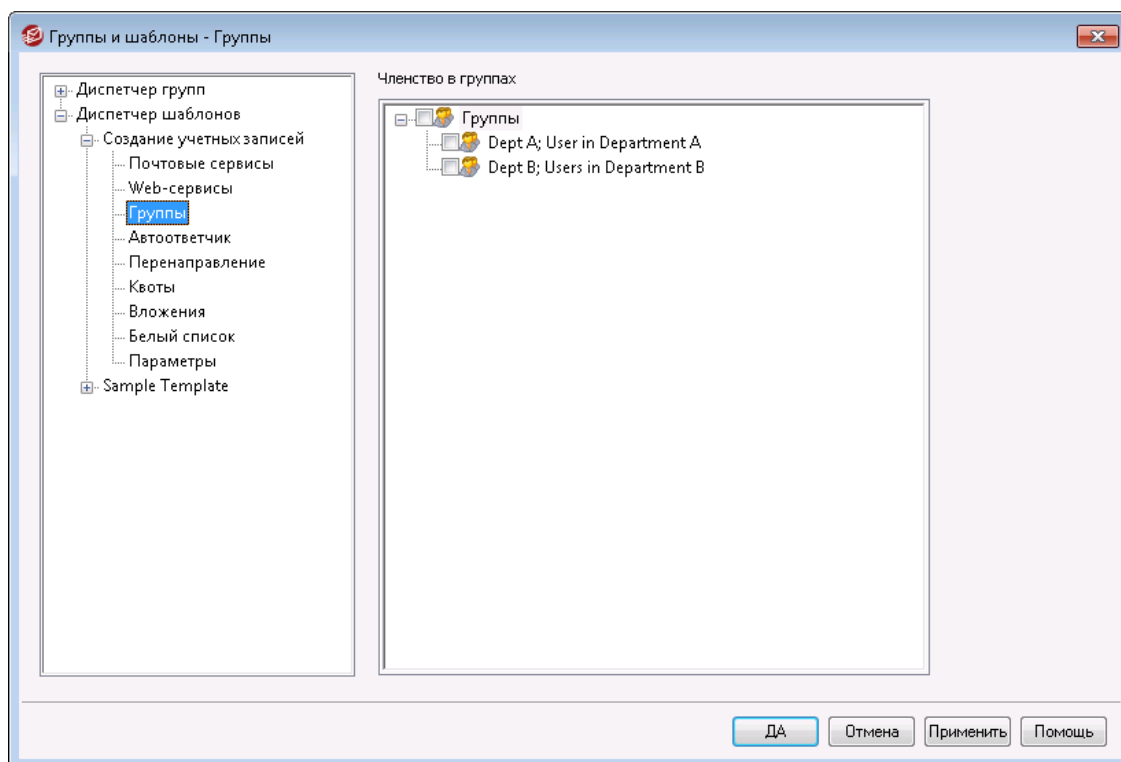 Группы и шаблоны - Группы
Диспетчер групп
Диспетчер шаблонов
Создание учетных записей
Почтовые сервисы
Web-сервисы
Группы
Автоответчик
Перенаправление
Квоты
Вложения
Белый список
Параметры
Sample Template
Членство в группах
Группы
Dept A; User in Department A
Dept B; Users in Department B
ДА
Отмена
Применить
Помощь